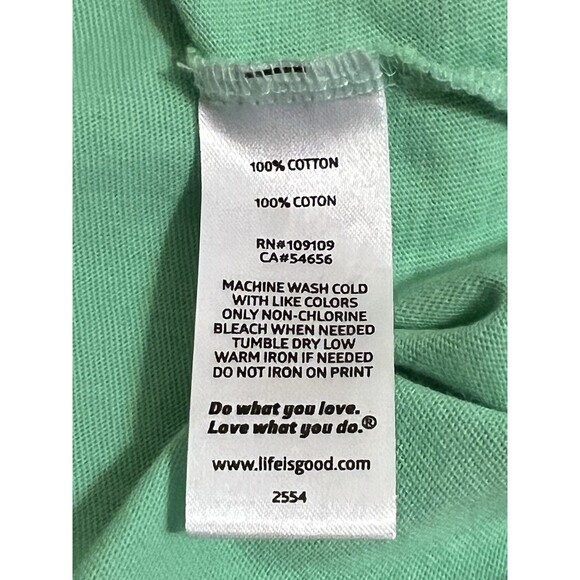 100% COTTON
100% COTON
RN#109109
CA#54656
MACHINE WASH COLD
WITH LIKE COLORS
ONLY NON-CHLORINE
BLEACH WHEN NEEDED
TUMBLE DRY LOW
WARM IRON IF NEEDED
DO NOT IRON ON PRINT
Do what you love.
Love what you do.®
www.lifeisgood.com
2554